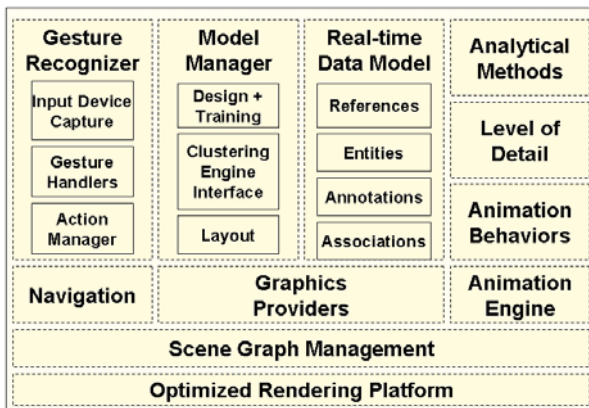 Gesture
Recognizer
Input Device
Capture
Gesture
Handlers
Action
Manager
Model
Manager
Design +
Training
Clustering
Engine
Interface
Layout
Real-time
Data Model
References
Entities
Annotations
Associations
Analytical
Methods
Level of
Detail
Animation
Behaviors
Navigation
Graphics
Providers
Animation
Engine
Scene Graph Management
Optimized Rendering Platform